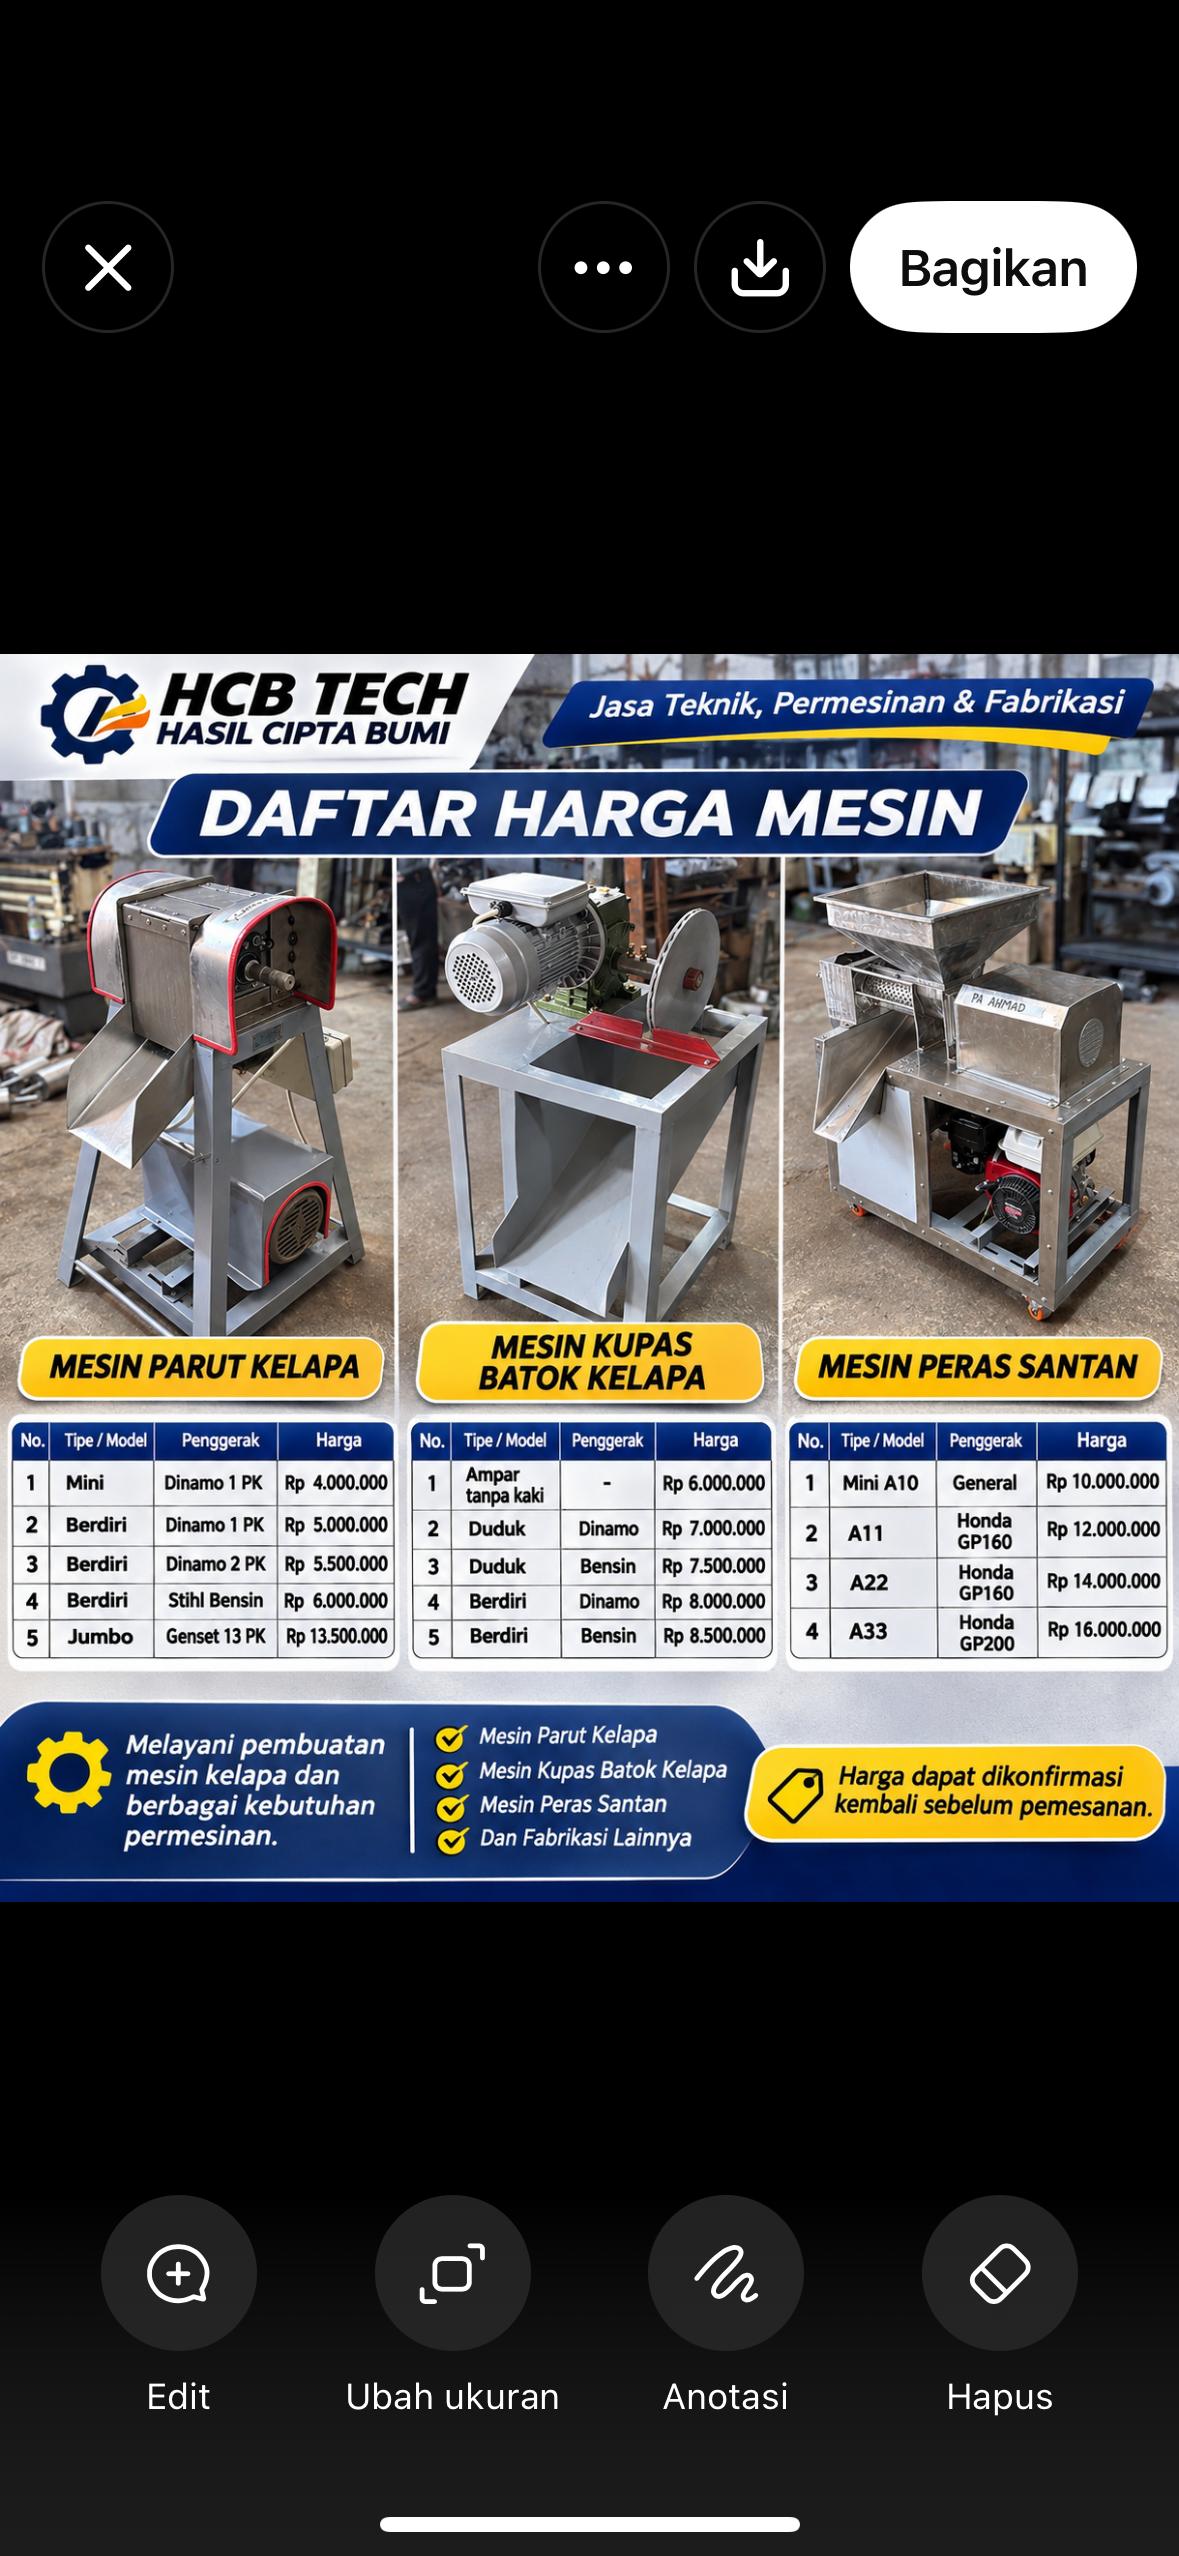 Bagikan
HCB TECH
HASIL CIPTA BUMI
Jasa Teknik, Permesinan & Fabrikasi
DAFTAR HARGA MESIN
PA AHMAD
MESIN PARUT KELAPA
No. Tipe / Model Penggerak Harga
1 Mini Dinamo 1 PK Rp 4.000.000
2 Berdiri Dinamo 1 PK Rp 5.000.000
3 Berdiri Dinamo 2 PK Rp 5.500.000
4 Berdiri Stihl Bensin Rp 6.000.000
5 Jumbo Genset 13 PK Rp 13.500.000
MESIN KUPAS
BATOK KELAPA
No. Tipe / Model Penggerak Harga
1 Ampar tanpa kaki - Rp 6.000.000
2 Duduk Dinamo Rp 7.000.000
3 Duduk Bensin Rp 7.500.000
4 Berdiri Dinamo Rp 8.000.000
5 Berdiri Bensin Rp 8.500.000
MESIN PERAS SANTAN
No. Tipe / Model Penggerak Harga
1 Mini A10 General Rp 10.000.000
2 A11 Honda GP160 Rp 12.000.000
3 A22 Honda GP160 Rp 14.000.000
4 A33 Honda GP200 Rp 16.000.000
Melayani pembuatan
mesin kelapa dan
berbagai kebutuhan
permesinan.
Mesin Parut Kelapa
Mesin Kupas Batok Kelapa
Mesin Peras Santan
Dan Fabrikasi Lainnya
Harga dapat dikonfirmasi
kembali sebelum pemesanan.
Edit
Ubah ukuran
Anotasi
Hapus